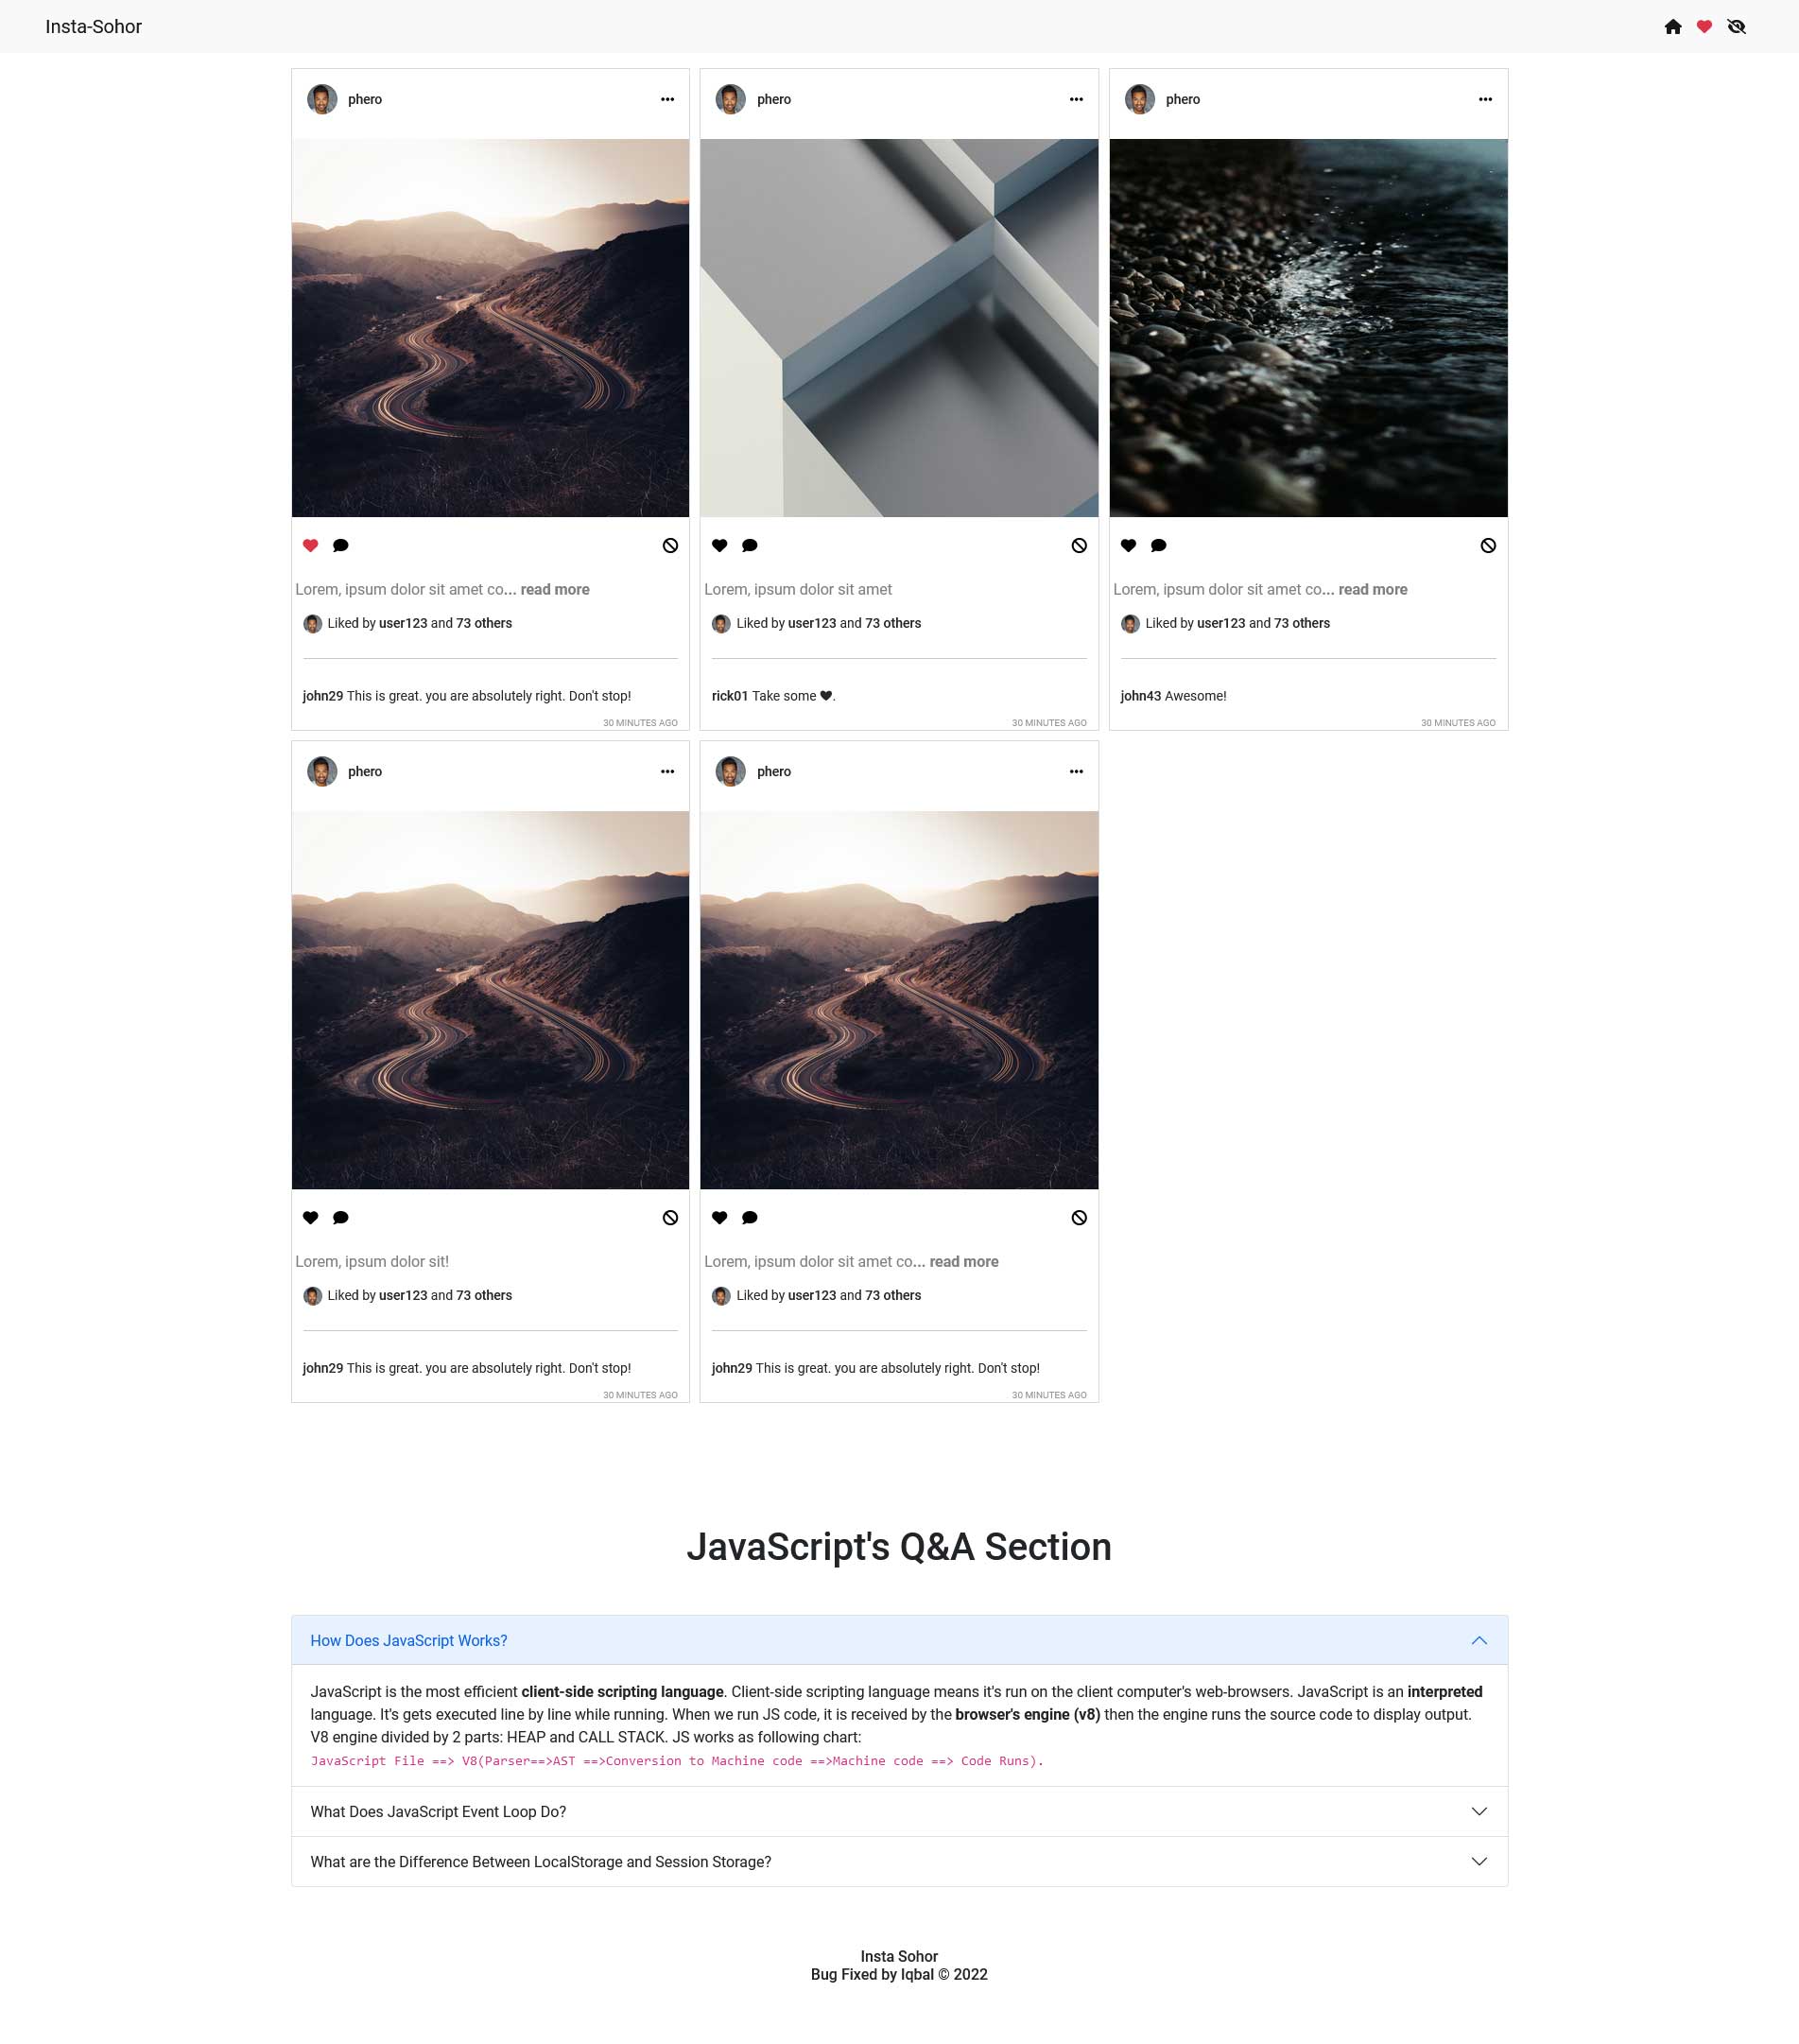 Insta-Sohor
phero
phero
phero
Lorem, ipsum dolor sit amet co... read more
Liked by user123 and 73 others
john29 This is great. you are absolutely right. Don't stop!
30 MINUTES AGO
Lorem, ipsum dolor sit amet
Liked by user123 and 73 others
rick01 Take some ♥.
30 MINUTES AGO
Lorem, ipsum dolor sit amet co... read more
Liked by user123 and 73 others
john43 Awesome!
30 MINUTES AGO
phero
phero
Lorem, ipsum dolor sit!
Liked by user123 and 73 others
john29 This is great. you are absolutely right. Don't stop!
30 MINUTES AGO
Lorem, ipsum dolor sit amet co... read more
Liked by user123 and 73 others
john29 This is great. you are absolutely right. Don't stop!
30 MINUTES AGO
JavaScript's Q&A Section
How Does JavaScript Works?
JavaScript is the most efficient client-side scripting language. Client-side scripting language means it's run on the client computer's web-browsers. JavaScript is an interpreted
language. It's gets executed line by line while running. When we run JS code, it is received by the browser's engine (v8) then the engine runs the source code to display output.
V8 engine divided by 2 parts: HEAP and CALL STACK. JS works as following chart:
JavaScript File ==> V8(Parser==>AST ==>Conversion to Machine code ==>Machine code ==> Code Runs).
What Does JavaScript Event Loop Do?
What are the Difference Between LocalStorage and Session Storage?
Insta Sohor
Bug Fixed by Iqbal © 2022